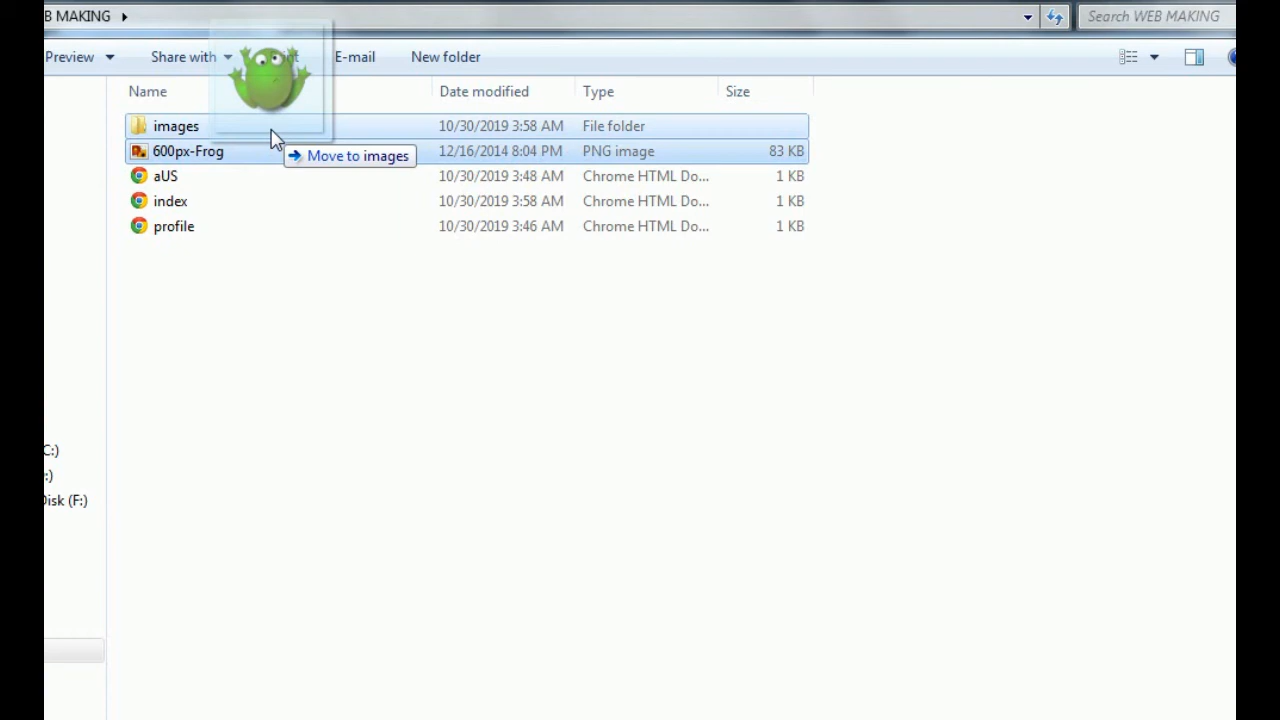 B MAKING
Search WEB MAKING
Preview Share with E-mail New folder
Name Date modified Type Size
images 10/30/2019 3:58 AM File folder
600px-Frog 12/16/2014 8:04 PM PNG image 83 KB
Move to images
aUS 10/30/2019 3:48 AM Chrome HTML Do... 1 KB
index 10/30/2019 3:58 AM Chrome HTML Do... 1 KB
profile 10/30/2019 3:46 AM Chrome HTML Do... 1 KB
C:)
:)
Disk (F:)